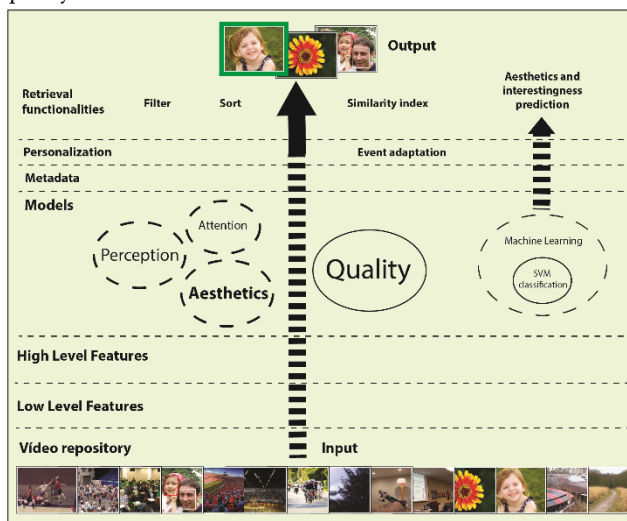 Output
Aesthetics and
interestingness
prediction
Retrieval
functionalities
Filter
Sort
Similarity index
Personalization
Event adaptation
Metadata
Models
Attention
Perception
Aesthetics
Quality
Machine Learning
SVM
classification
High Level Features
Low Level Features
Vídeo repository
Input